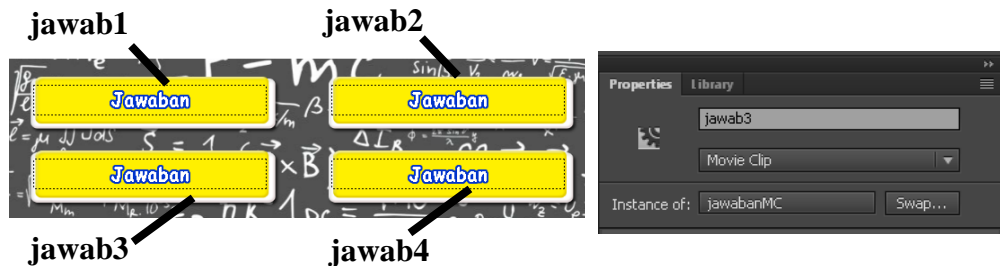 jawab1 jawab2
Jawaban Jawaban
Jawaban Jawaban
jawab3 jawab4
Properties Library
jawab3
Movie Clip
Instance of: jawabanMC Swap...